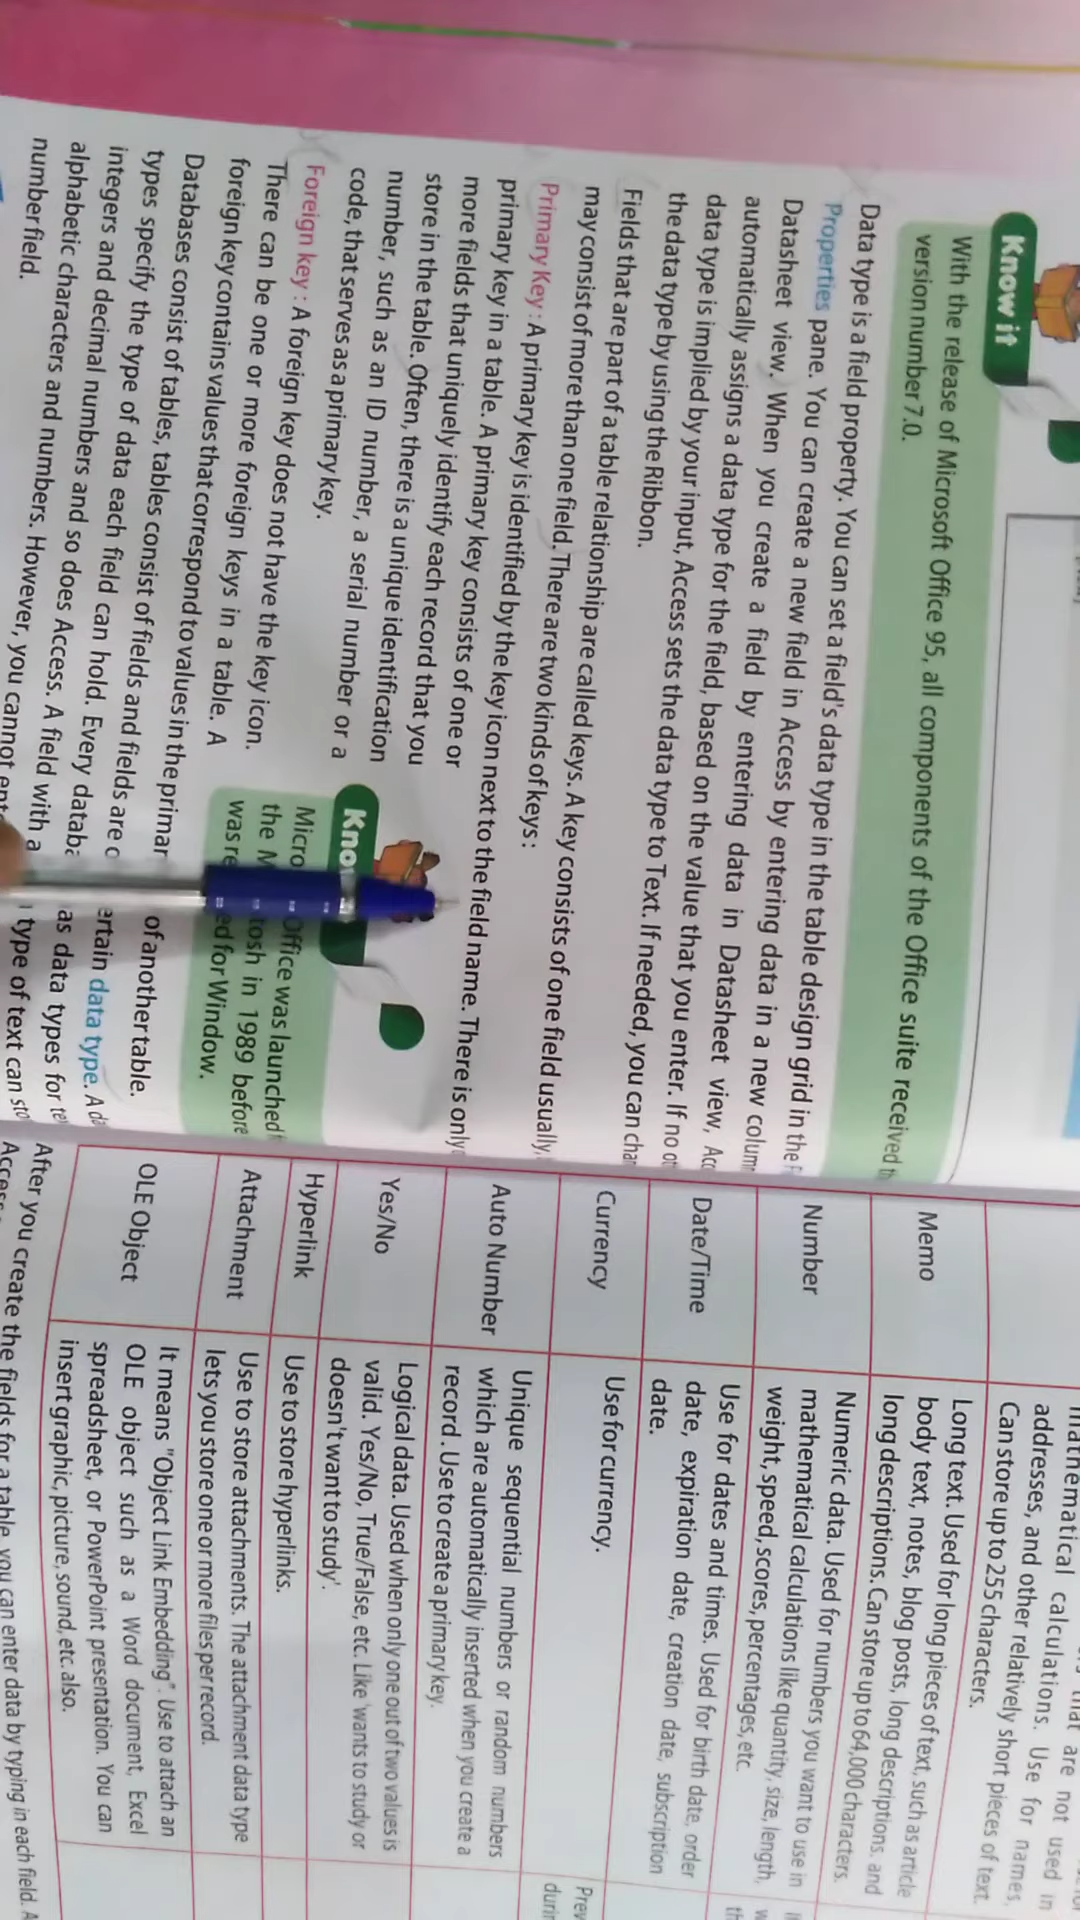 Know it
With the release of Microsoft Office 95, all components of the Office suite received
version number 7.0.
Data type is a field property. You can set a field's data type in the table design grid in the
Properties pane. You can create a new field in Access by entering data in a new
Datasheet view. When you create a field by entering data in Datasheet view,
automatically assigns a data type for the field, based on the value that you enter. If no
data type is implied by your input, Access sets the data type to Text. If needed, you can
the data type by using the Ribbon.
Fields that are part of a table relationship are called keys. A key consists of one field usually,
may consist of more than one field. There are two kinds of keys :
Primary Key : A primary key is identified by the key icon next to the field name. There is only
primary key in a table. A primary key consists of one or
more fields that uniquely identify each record that you
store in the table. Often, there is a unique identification
number, such as an ID number, a serial number or a
code, that serves as a primary key.
Foreign key : A foreign key does not have the key icon.
There can be one or more foreign keys in a table. A
foreign key contains values that correspond to values in the of another table.
Kno
Office was launched
the in 1989 before
for Window.
Databases consist of tables, tables consist of fields and fields are data type.
types specify the type of data each field can hold. Every as data types for
integers and decimal numbers and so does Access. A field with a type of text can
alphabetic characters and numbers. However, you cannot
number field.
mathematical calculations. Use for names,
addresses, and other relatively short pieces of text.
Can store up to 255 characters.
Memo
Long text. Used for long pieces of text, such as article
body text, notes, blog posts, long descriptions, and
long descriptions. Can store up to 64,000 characters.
Number
Numeric data. Used for numbers you want to use in
mathematical calculations like quantity, size, length,
weight, speed, scores, percentages, etc.
Date/Time
Use for dates and times. Used for birth date, order
date, expiration date, creation date, subscription
date.
Currency
Use for currency.
Auto Number
Unique sequential numbers or random numbers
which are automatically inserted when you create a
record . Use to create a primary key.
Yes/No
Logical data. Used when only one out of two values is
valid. Yes/No, True/False, etc. Like 'wants to study or
doesn't want to study'.
Hyperlink
Use to store hyperlinks.
Attachment
Use to store attachments. The attachment data type
lets you store one or more files per record.
OLE Object
It means "Object Link Embedding". Use to attach an
OLE object such as a Word document, Excel
spreadsheet, or PowerPoint presentation. You can
insert graphic, picture, sound, etc. also.
After you create the fields for a table, you can enter data by typing in each field.